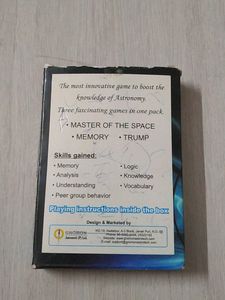 The most innovative game to boost the
knowledge of Astronomy.
Three fascinating games in one pack.
• MASTER OF THE SPACE
• MEMORY • TRUMP
Skills gained:
• Memory • Logic
• Analysis • Knowledge
• Understanding • Vocabulary
• Peer group behavior
Playing instructions inside the box
Design & Marketed by